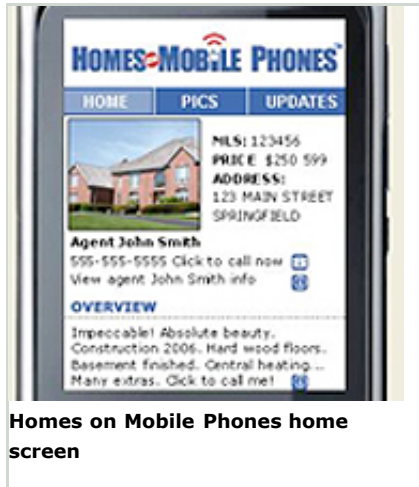 HOMES MOBILE PHONES
HOME PICS UPDATES
MLS: 123456
PRICE $250 599
ADDRESS:
123 MAIN STREET
SPRINGFIELD
Agent John Smith
555-555-5555 Click to call now
View agent John Smith info
OVERVIEW
Impeccable! Absolute beauty.
Construction 2006. Hard wood floors.
Basement finished. Central heating...
Many extras. Click to call me!
Homes on Mobile Phones home
screen